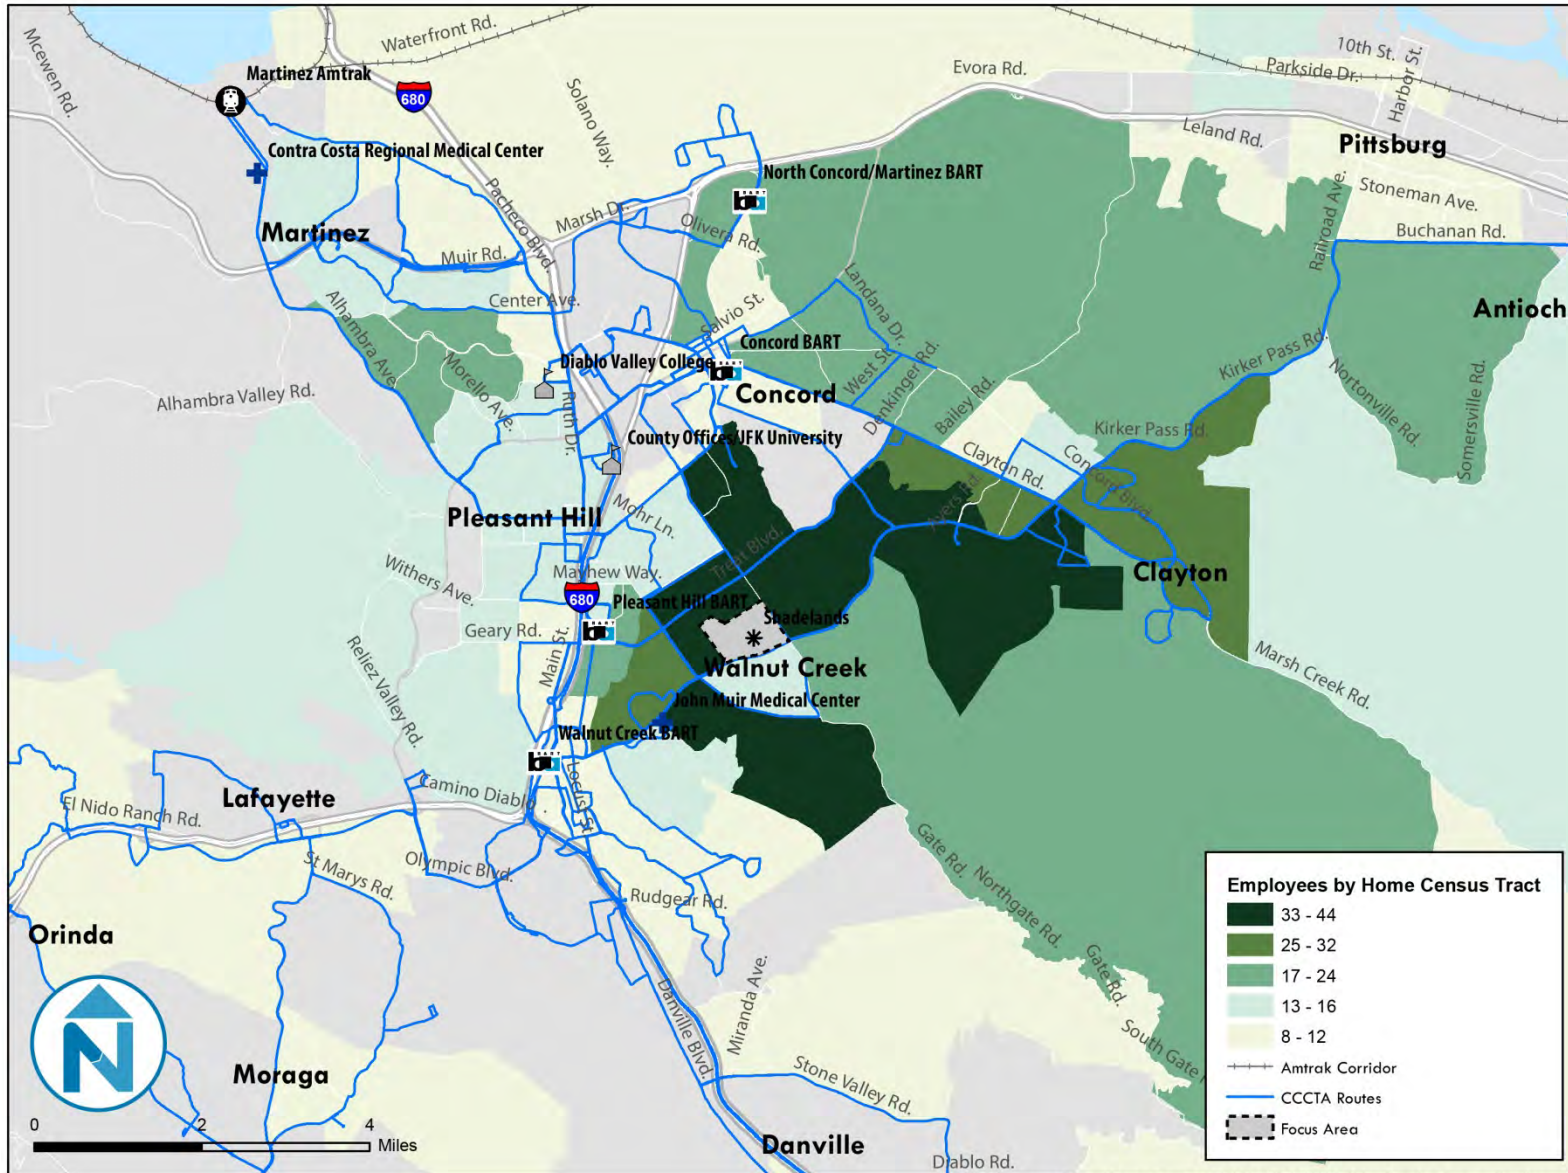 Waterfront Rd.
Mcewen Rd.
Martinez Amtrak
680
Solano Way.
Evora Rd.
10th St.
Harbor St.
Parkside Dr.
Leland Rd.
Pittsburg
Contra Costa Regional Medical Center
North Concord/Martinez BART
BART
Stoneman Ave.
Railroad Ave.
Buchanan Rd.
Pacheco Blvd.
Marsh Dr.
Olivera Rd.
Martinez
Muir Rd.
Center Ave.
Landana Dr.
Salvio St.
Antioch
Alhambra Ave.
Concord BART
BART
West St.
Denkinger Rd.
Kirker Pass Rd.
Diablo Valley College
Morello Ave.
Alhambra Valley Rd.
Ruth Dr.
Concord
Bailey Rd.
Nortonville Rd.
Somersville Rd.
County Offices/JFK University
Kirker Pass Rd.
Clayton Rd.
Concord Blvd.
Pleasant Hill
Mohr Ln.
Ayers Rd.
Treat Blvd.
Withers Ave.
Mayhew Way.
Clayton
680
Pleasant Hill BART
BART
Shadelands
Geary Rd.
Main St.
Walnut Creek
Reliez Valley Rd.
Marsh Creek Rd.
John Muir Medical Center
Walnut Creek BART
BART
Locust St.
Camino Diablo .
Lafayette
El Nido Ranch Rd.
St Marys Rd.
Olympic Blvd.
Rudgear Rd.
Gate Rd.
Northgate Rd.
Gate Rd.
South Gate R
Orinda
Miranda Ave.
Danville Blvd.
Stone Valley Rd.
Moraga
Danville
Diablo Rd.
N
0 2 4
Miles
Employees by Home Census Tract
33 - 44
25 - 32
17 - 24
13 - 16
8 - 12
Amtrak Corridor
CCCTA Routes
Focus Area